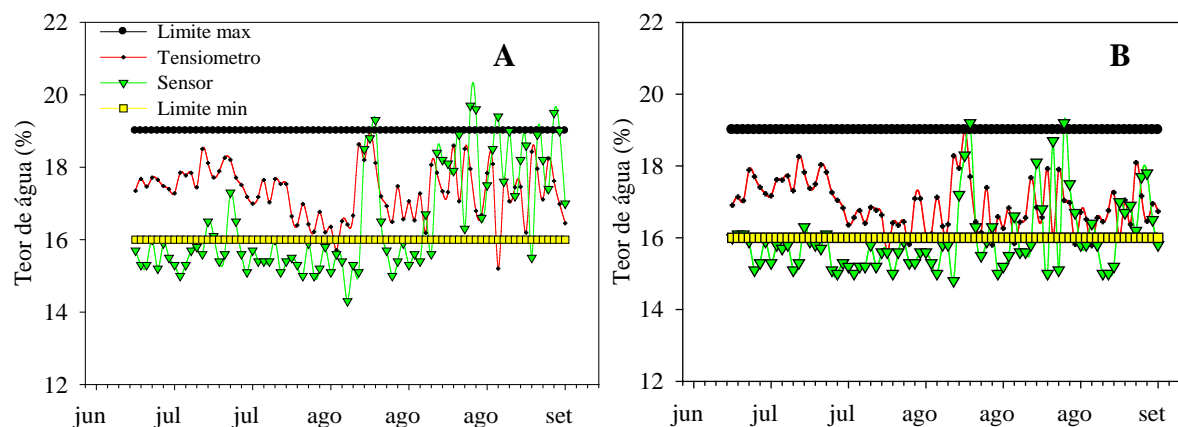 22
20
18
16
14
12
Teor de água (%)
Limite max
Tensiometro
Sensor
Limite min
A
jun jul jul ago ago ago set
22
20
18
16
14
12
Teor de água (%)
B
jun jul jul ago ago ago set